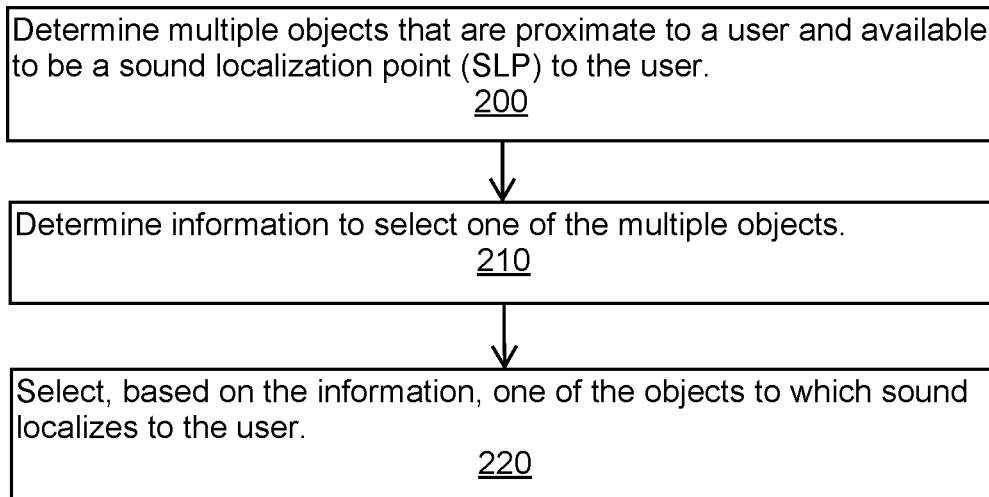 Determine multiple objects that are proximate to a user and available
to be a sound localization point (SLP) to the user.
200
Determine information to select one of the multiple objects.
210
Select, based on the information, one of the objects to which sound
localizes to the user.
220